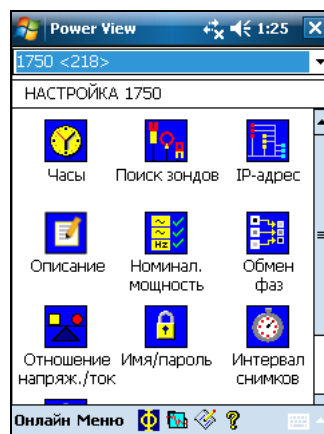 Power View 1:25
1750 <218>
НАСТРОЙКА 1750
Часы Поиск зондов IP-адрес
Описание Номинал. Обмен
мощность фаз
Отношение Имя/пароль Интервал
напряж./ток снимков
Онлайн Меню